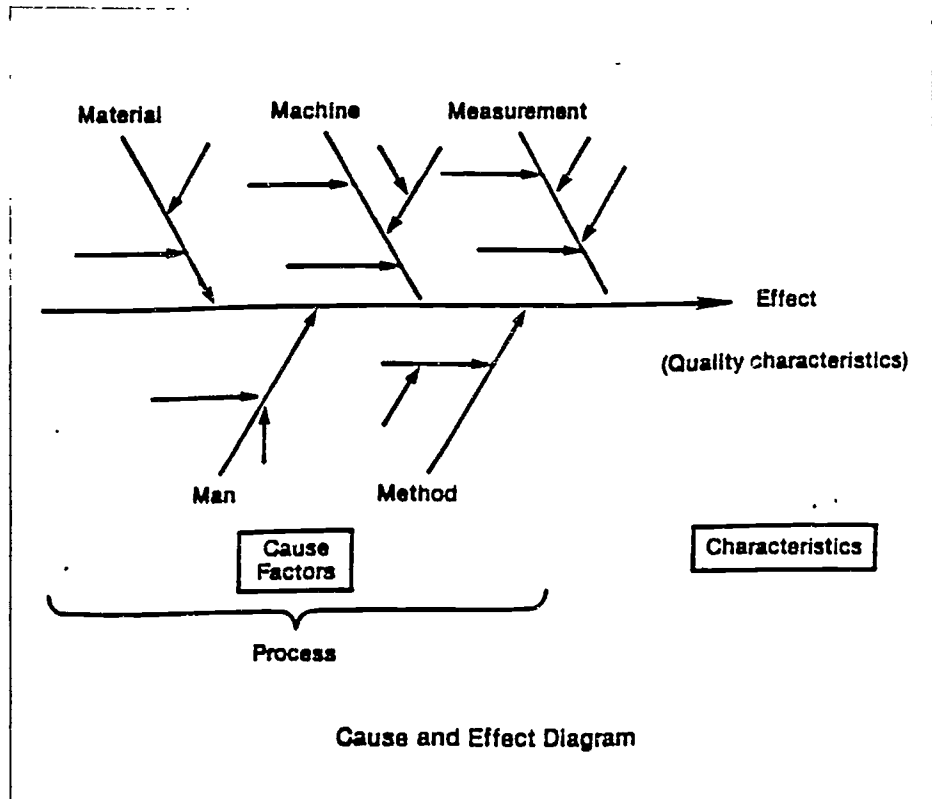 Material
Machine
Measurement
Effect
(Quality characteristics)
Man
Method
Cause
Factors
Characteristics
Process
Cause and Effect Diagram